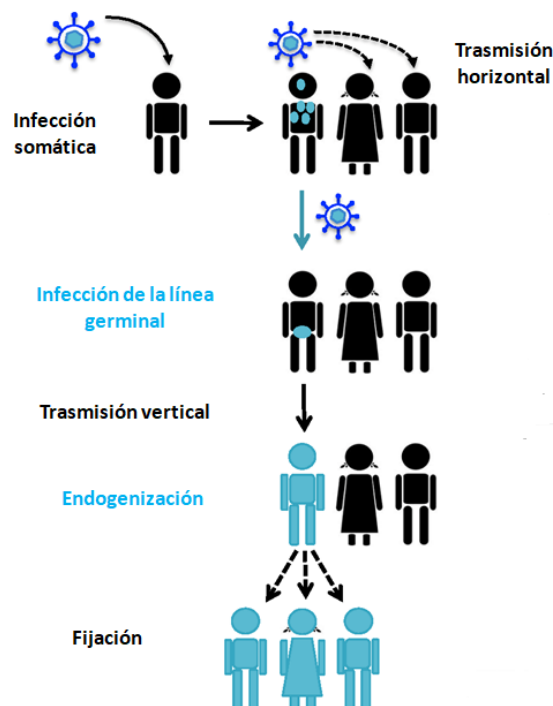 Trasmisión
horizontal
Infección
somática
Infección de la línea
germinal
Trasmisión vertical
Endogenización
Fijación